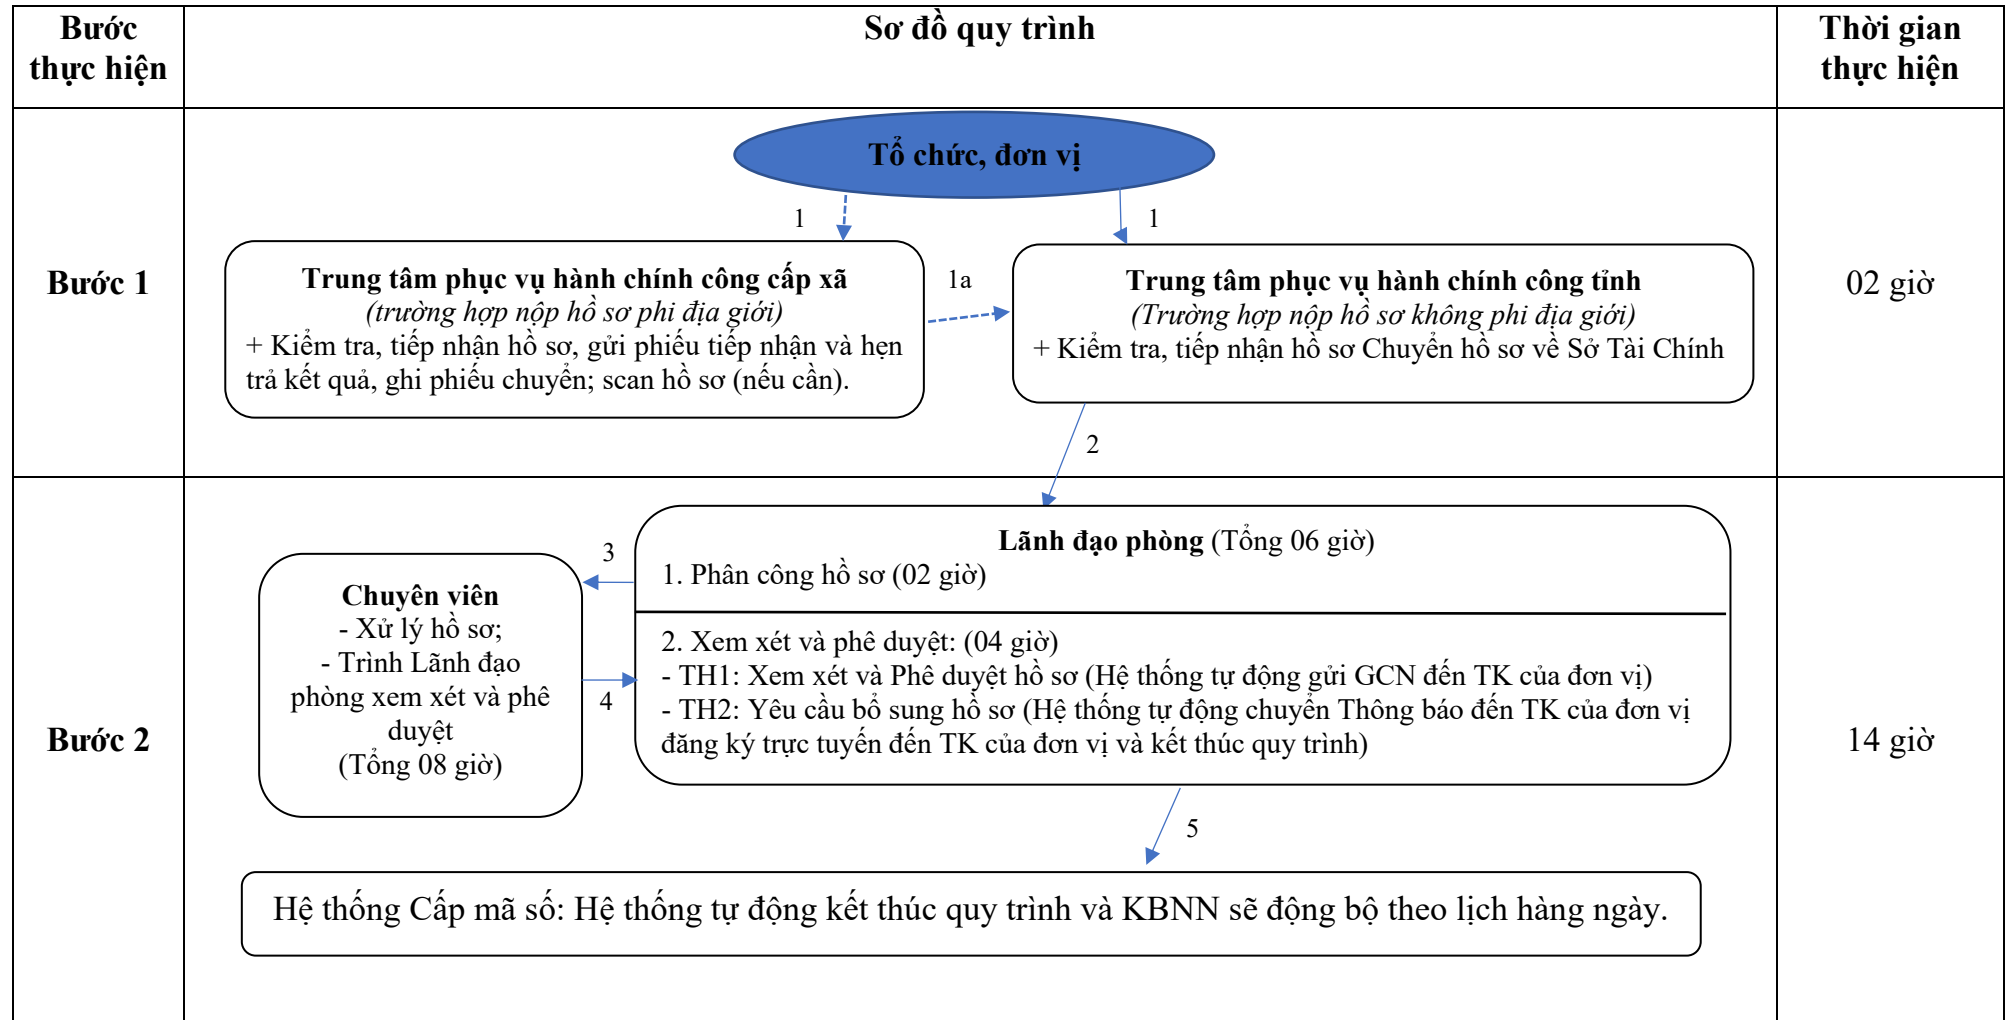 Bước
thực hiện
Sơ đồ quy trình
Thời gian
thực hiện
Bước 1
Tổ chức, đơn vị
1
1
Trung tâm phục vụ hành chính công cấp xã
(trường hợp nộp hồ sơ phi địa giới)
+ Kiểm tra, tiếp nhận hồ sơ, gửi phiếu tiếp nhận và hẹn
trả kết quả, ghi phiếu chuyển; scan hồ sơ (nếu cần).
1a
Trung tâm phục vụ hành chính công tỉnh
(Trường hợp nộp hồ sơ không phi địa giới)
+ Kiểm tra, tiếp nhận hồ sơ Chuyển hồ sơ về Sở Tài Chính
02 giờ
2
Bước 2
Lãnh đạo phòng (Tổng 06 giờ)
1. Phân công hồ sơ (02 giờ)
2. Xem xét và phê duyệt: (04 giờ)
- TH1: Xem xét và Phê duyệt hồ sơ (Hệ thống tự động gửi GCN đến TK của đơn vị)
- TH2: Yêu cầu bổ sung hồ sơ (Hệ thống tự động chuyển Thông báo đến TK của đơn vị
đăng ký trực tuyến đến TK của đơn vị và kết thúc quy trình)
3
Chuyên viên
- Xử lý hồ sơ;
- Trình Lãnh đạo
phòng xem xét và phê
duyệt
(Tổng 08 giờ)
4
14 giờ
5
Hệ thống Cấp mã số: Hệ thống tự động kết thúc quy trình và KBNN sẽ động bộ theo lịch hàng ngày.